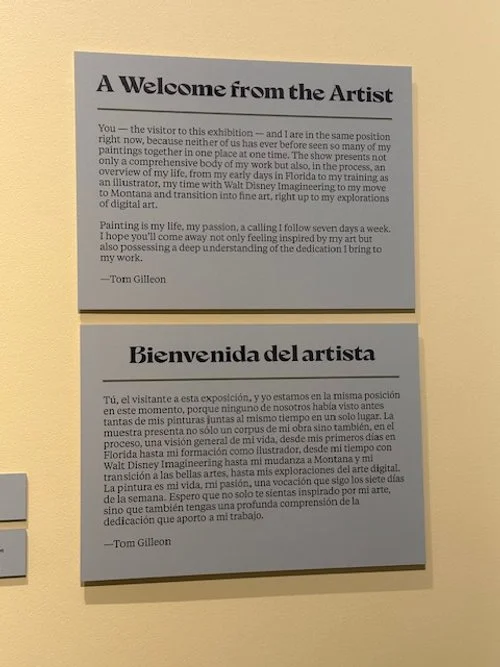 A Welcome from the Artist
You — the visitor to this exhibition — and I are in the same position
right now, because neither of us has ever before seen so many of my
paintings together in one place at one time. The show presents not
only a comprehensive body of my work but also, in the process, an
overview of my life, from my early days in Florida to my training as
an illustrator, my time with Walt Disney Imagineering to my move
to Montana and transition into fine art, right up to my explorations
of digital art.
Painting is my life, my passion, a calling I follow seven days a week.
I hope you'll come away not only feeling inspired by my art but
also possessing a deep understanding of the dedication I bring to
my work.
—Tom Gilleon
Bienvenida del artista
Tú, el visitante a esta exposición, y yo estamos en la misma posición
en este momento, porque ninguno de nosotros había visto antes
tantas de mis pinturas juntas al mismo tiempo en un solo lugar. La
muestra presenta no sólo un corpus de mi obra sino también, en el
proceso, una visión general de mi vida, desde mis primeros días en
Florida hasta mi formación como ilustrador, desde mi tiempo con
Walt Disney Imagineering hasta mi mudanza a Montana y mi
transición a las bellas artes, hasta mis exploraciones del arte digital.
La pintura es mi vida, mi pasión, una vocación que sigo los siete días
de la semana. Espero que no solo te sientas inspirado por mi arte,
sino que también tengas una profunda comprensión de la
dedicación que aporto a mi trabajo.
—Tom Gilleon